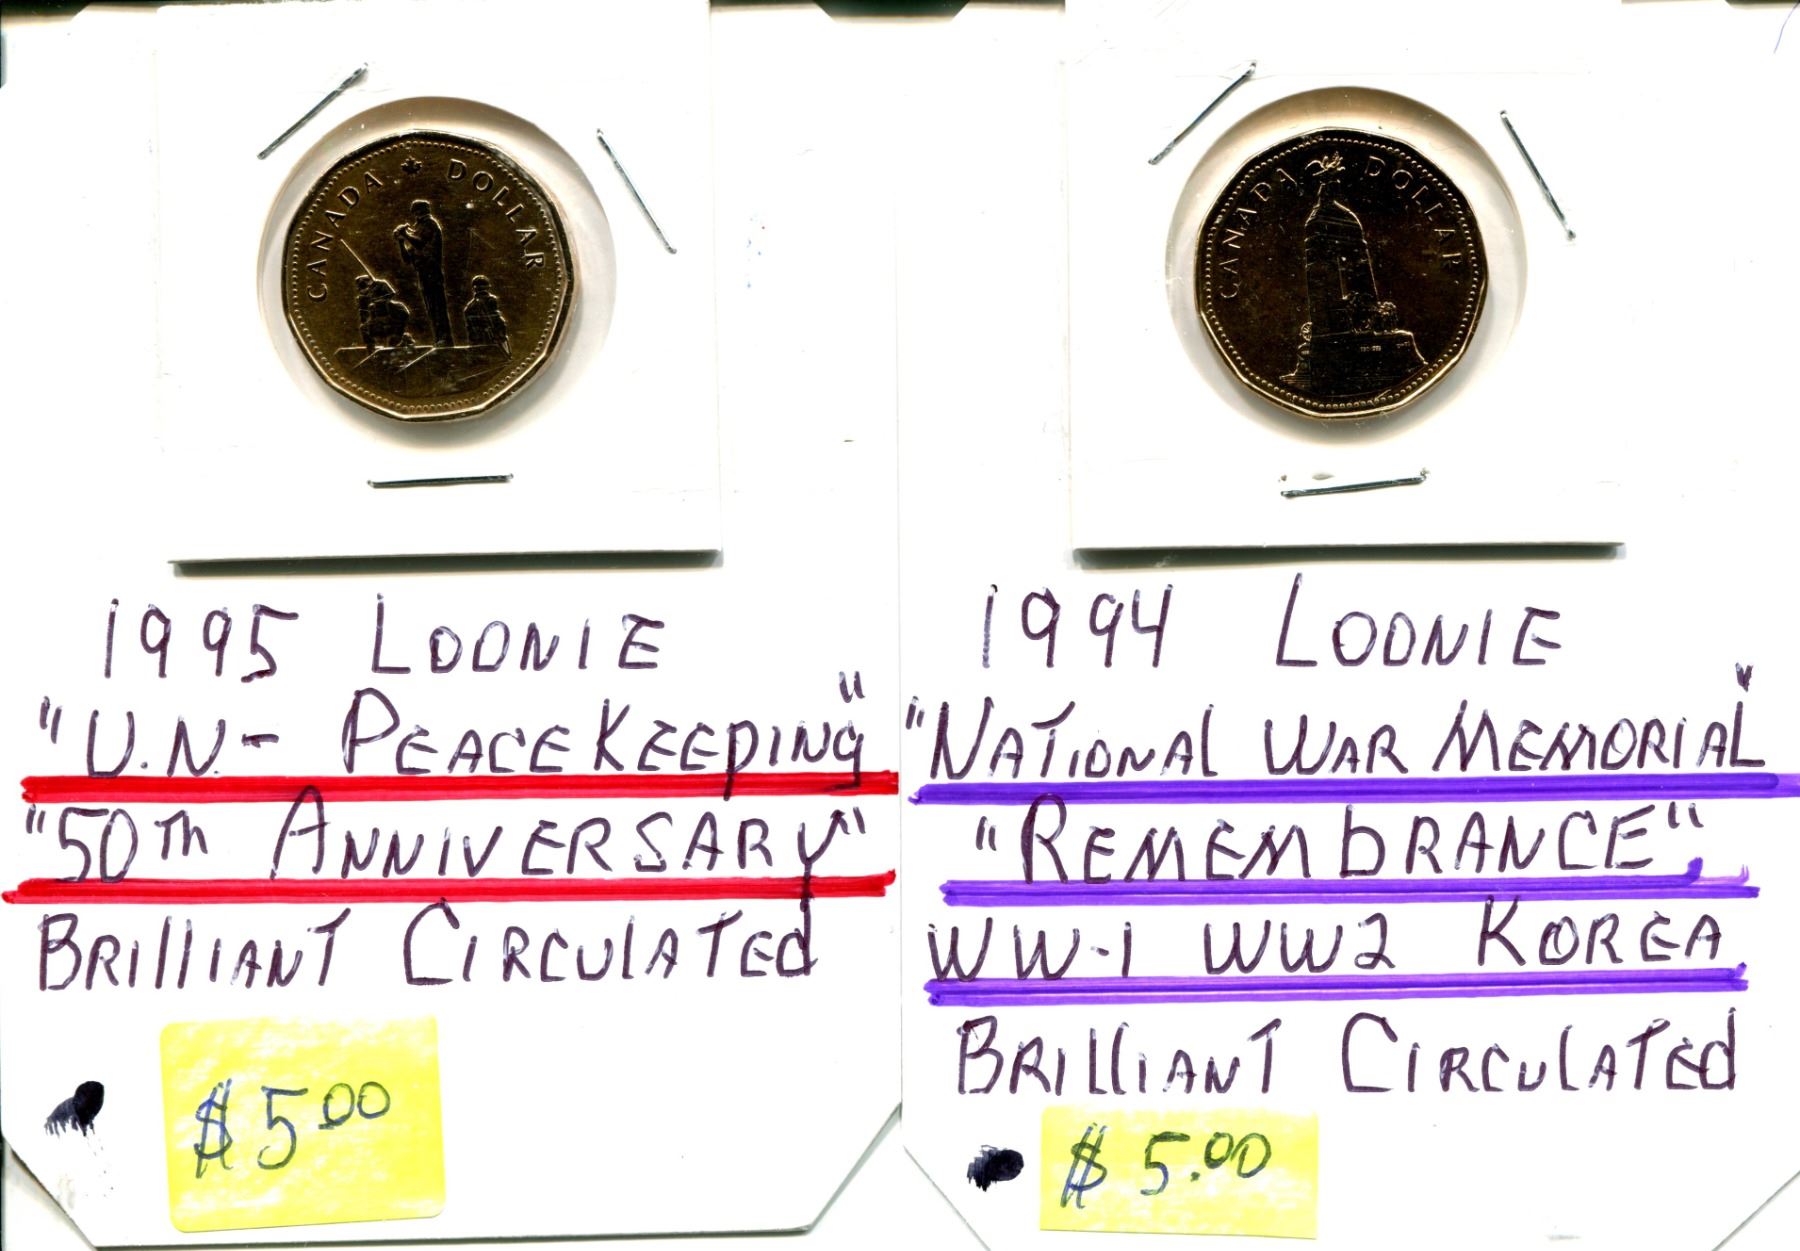 CANADA DOLLAR
1995 LOONIE
"U.N- PEACEKEEPING"
"50TH ANNIVERSARY"
BRILLIANT CIRCULATED
$5.00
CANADA DOLLAR
1994 LOONIE
"NATIONAL WAR MEMORIAL"
"REMEMBRANCE"
WW-1 WW2 KOREA
BRILLIANT CIRCULATED
$5.00